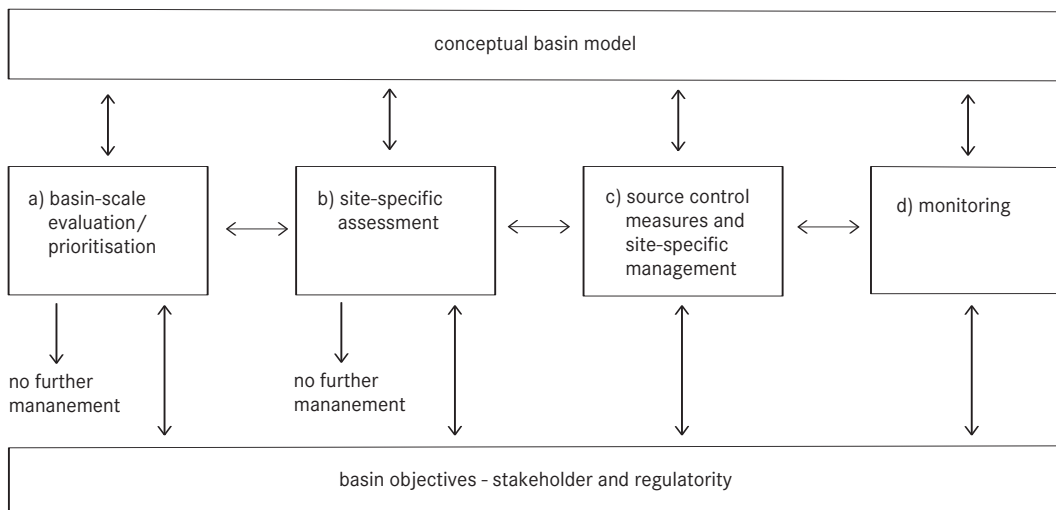 conceptual basin model
a) basin-scale
evaluation/
prioritisation
b) site-specific
assessment
c) source control
measures and
site-specific
management
d) monitoring
no further
mananement
no further
mananement
basin objectives - stakeholder and regulatority